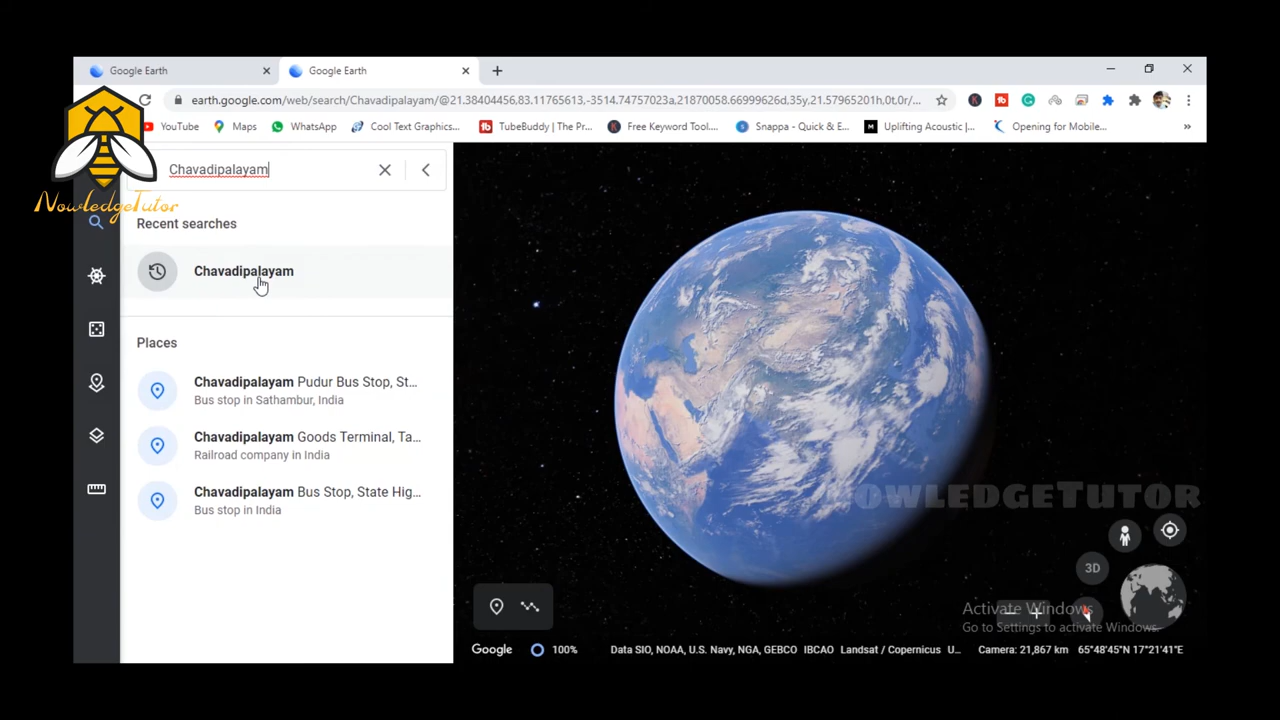 Google Earth
Google Earth
earth.google.com/web/search/Chavadipalayam/@21.38404456,83.11765613,-3514.74757023a,21870058.66999626d,35y,21.57965201h,0t,0r/...
YouTube
Maps
WhatsApp
Cool Text Graphics...
TubeBuddy | The Pr...
Free Keyword Tool....
Snappa - Quick & E...
Uplifting Acoustic |...
Opening for Mobile...
NowledgeTutor
Chavadipalayam
Recent searches
Chavadipalayam
Places
Chavadipalayam Pudur Bus Stop, St...
Bus stop in Sathambur, India
Chavadipalayam Goods Terminal, Ta...
Railroad company in India
Chavadipalayam Bus Stop, State Hig...
Bus stop in India
NowledgeTutor
3D
Activate Windows
Go to Settings to activate Windows.
Google
100%
Data SIO, NOAA, U.S. Navy, NGA, GEBCO IBCAO Landsat / Copernicus U...
Camera: 21,867 km 65°48'45"N 17°21'41"E